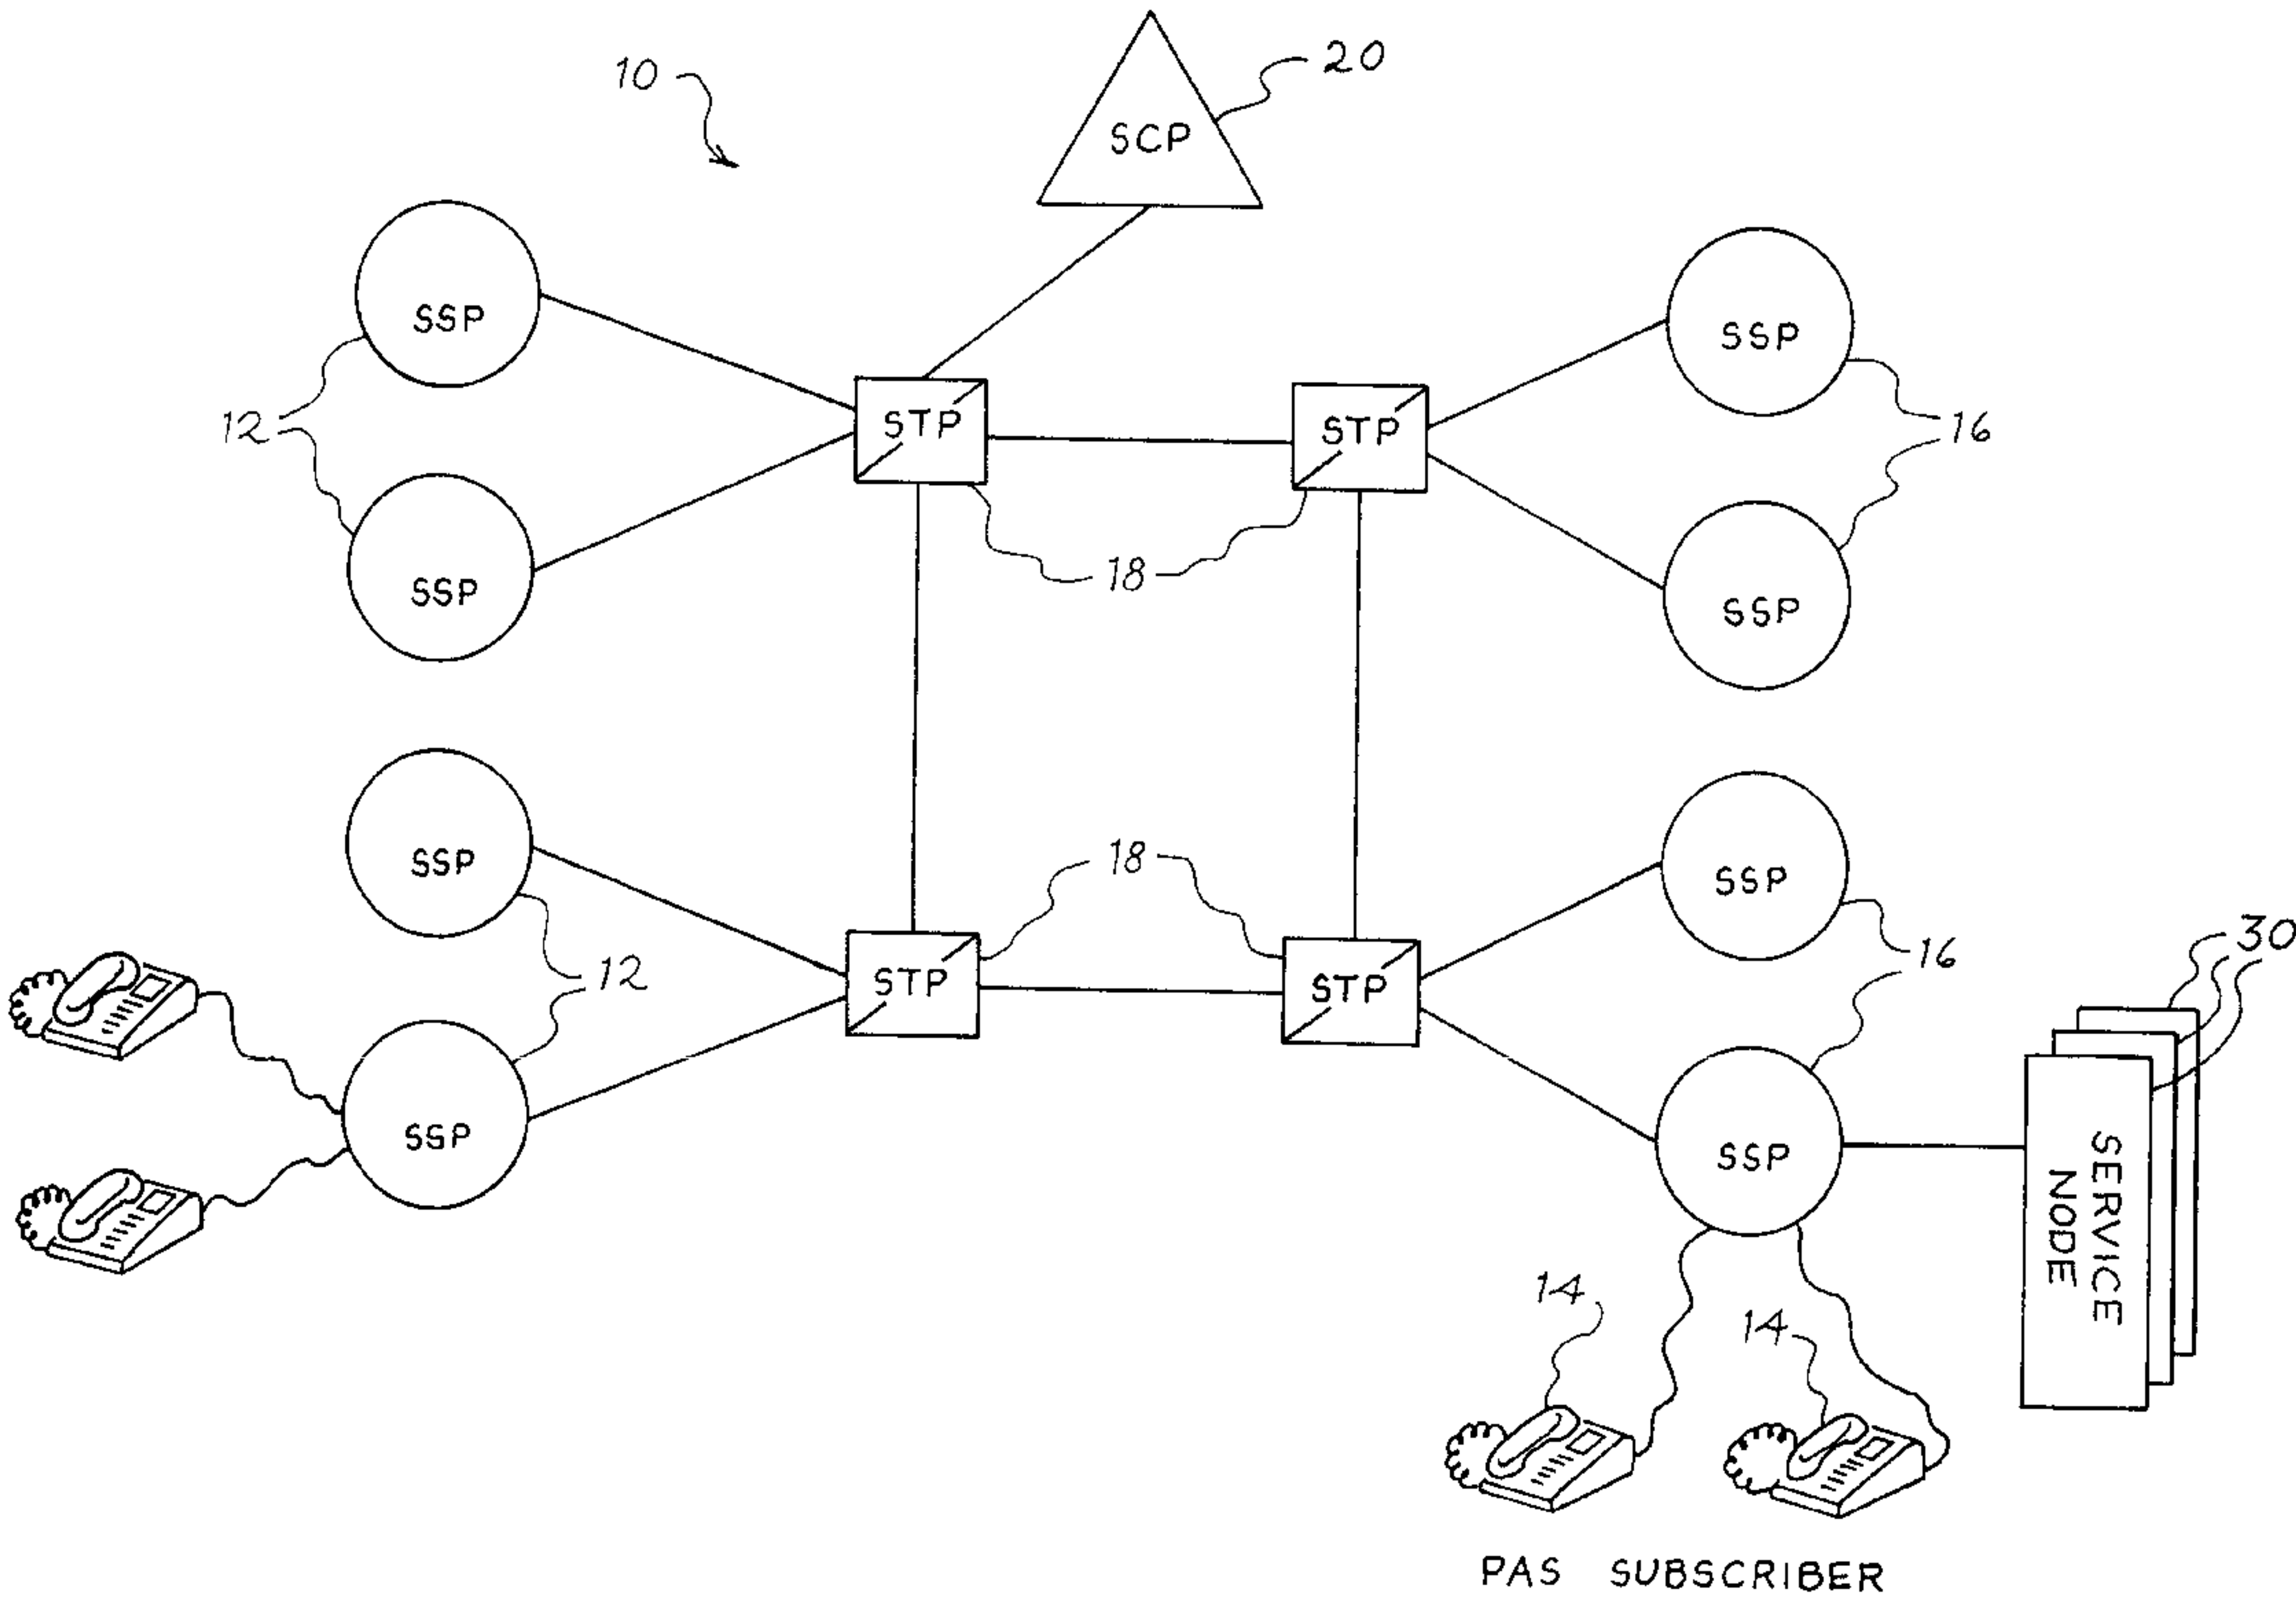 10
20
SCP
SSP
SSP
12
STP
STP
16
SSP
18
SSP
SSP
18
SSP
12
STP
STP
16
30
SSP
SSP
SERVICE
NODE
14
14
PAS SUBSCRIBER